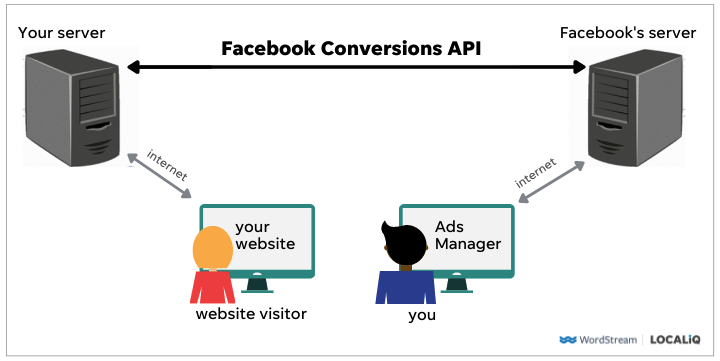 Your server
Facebook's server
Facebook Conversions API
internet
internet
your
website
Ads
Manager
website visitor
you
WordStream | LOCALiQ